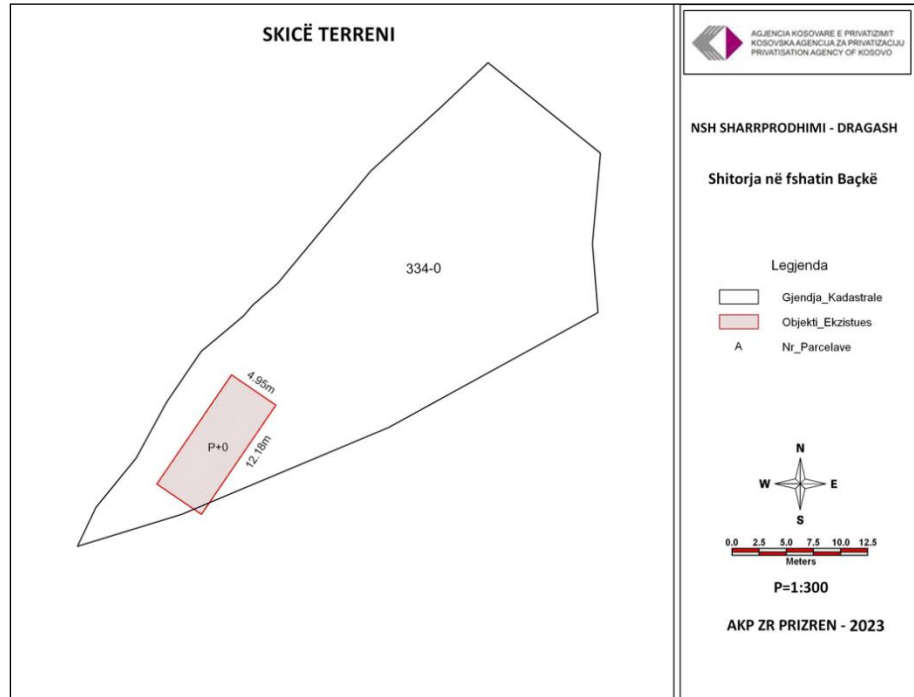 SKICË TERRENI
334-0
4.95m
P+0
12.18m
AGJENCIA KOSOVARE E PRIVATIZIMIT
KOSOVSKA AGENCIJA ZA PRIVATIZACIJU
PRIVATISATION AGENCY OF KOSOVO
NSH SHARRPRODHIMI - DRAGASH
Shitorja në fshatin Baçkë
Legjenda
Gjendja_Kadastrale
Objekti_Ekzistues
A Nr_Parcelave
N
W E
S
0.0 2.5 5.0 7.5 10.0 12.5
Meters
P=1:300
AKP ZR PRIZREN - 2023